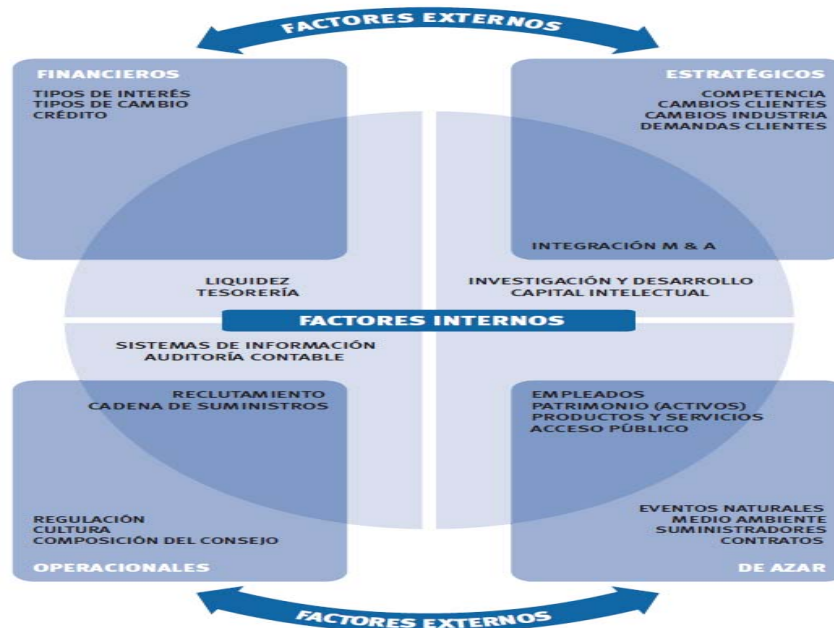 FACTORES EXTERNOS
FINANCIEROS
TIPOS DE INTERÉS
TIPOS DE CAMBIO
CRÉDITO
ESTRATÉGICOS
COMPETENCIA
CAMBIOS CLIENTES
CAMBIOS INDUSTRIA
DEMANDAS CLIENTES
INTEGRACIÓN M & A
LIQUIDEZ
TESORERÍA
INVESTIGACIÓN Y DESARROLLO
CAPITAL INTELECTUAL
FACTORES INTERNOS
SISTEMAS DE INFORMACIÓN
AUDITORÍA CONTABLE
RECLUTAMIENTO
CADENA DE SUMINISTROS
EMPLEADOS
PATRIMONIO (ACTIVOS)
PRODUCTOS Y SERVICIOS
ACCESO PÚBLICO
REGULACIÓN
CULTURA
COMPOSICIÓN DEL CONSEJO
OPERACIONALES
EVENTOS NATURALES
MEDIO AMBIENTE
SUMINISTRADORES
CONTRATOS
DE AZAR
FACTORES EXTERNOS